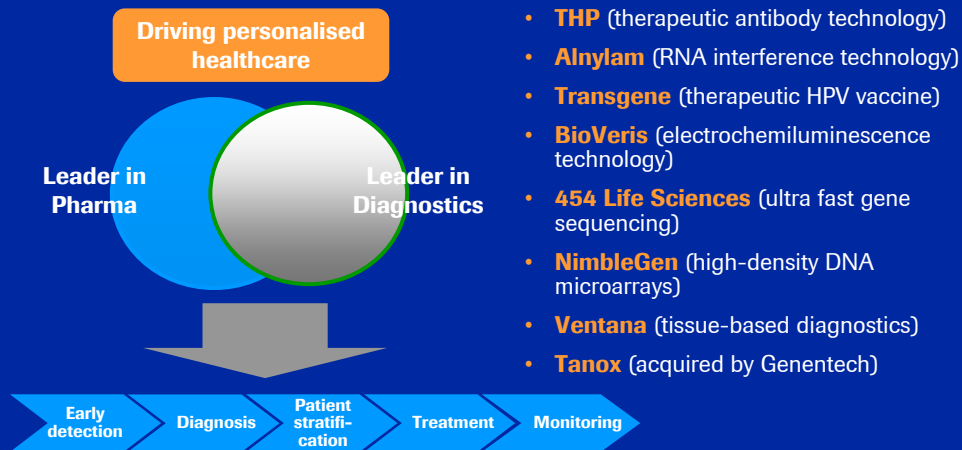 Driving personalised
healthcare
Leader in
Pharma
Leader in
Diagnostics
Early
detection
Diagnosis
Patient
stratifi-
cation
Treatment
Monitoring
• THP (therapeutic antibody technology)
• Alnylam (RNA interference technology)
• Transgene (therapeutic HPV vaccine)
• BioVeris (electrochemiluminescence
technology)
• 454 Life Sciences (ultra fast gene
sequencing)
• NimbleGen (high-density DNA
microarrays)
• Ventana (tissue-based diagnostics)
• Tanox (acquired by Genentech)